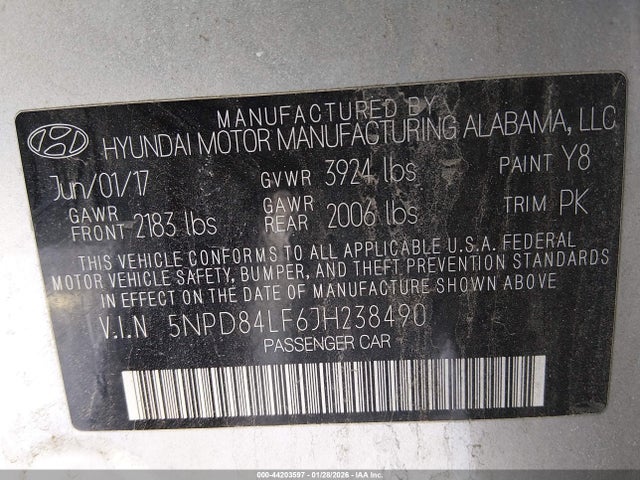 MANUFACTURED BY
HYUNDAI MOTOR MANUFACTURING ALABAMA, LLC
Jun/01/17 GVWR 3924 lbs PAINT Y8
GAWR FRONT 2183 lbs GAWR REAR 2006 lbs TRIM PK
THIS VEHICLE CONFORMS TO ALL APPLICABLE U.S.A. FEDERAL
MOTOR VEHICLE SAFETY, BUMPER, AND THEFT PREVENTION STANDARDS
IN EFFECT ON THE DATE OF MANUFACTURE SHOWN ABOVE
V.I.N 5NPD84LF6JH238490
PASSENGER CAR
000-44203597 - 01/28/2026 - IAA Inc.